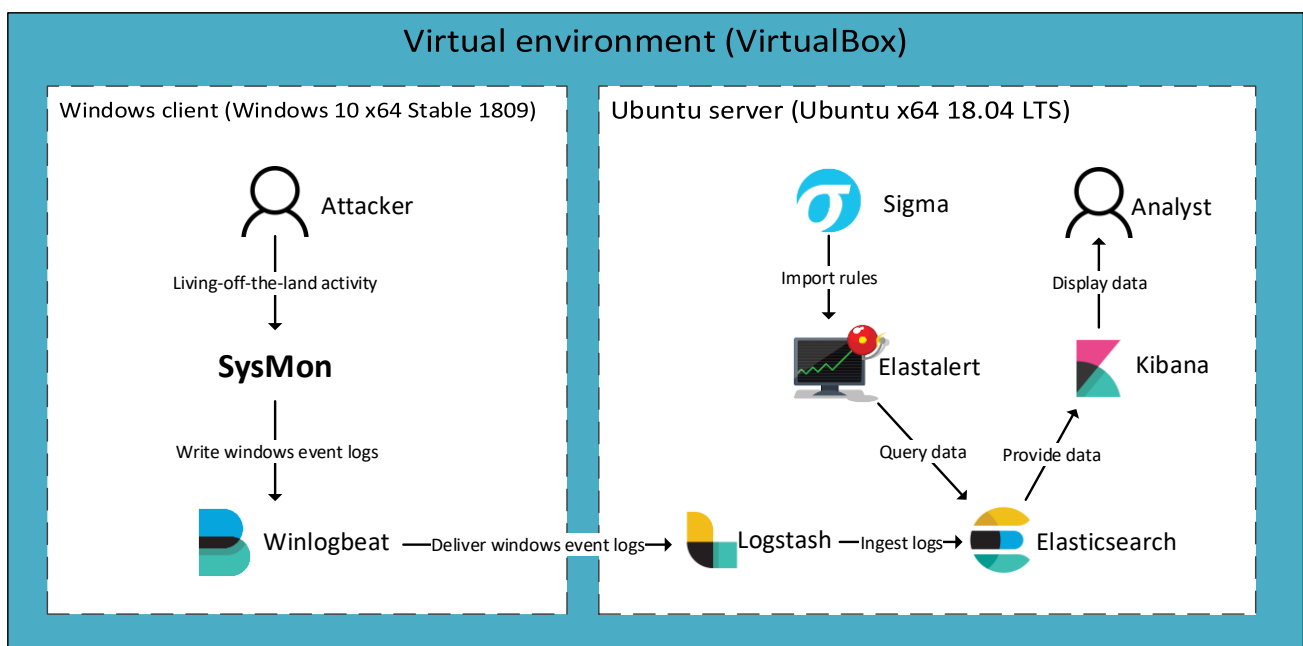 Virtual environment (VirtualBox)
Windows client (Windows 10 x64 Stable 1809)
Attacker
Living-off-the-land activity
SysMon
Write windows event logs
Winlogbeat
Deliver windows event logs
Ubuntu server (Ubuntu x64 18.04 LTS)
Sigma
Import rules
Elastalert
Query data
Logstash
Ingest logs
Elasticsearch
Provide data
Kibana
Display data
Analyst